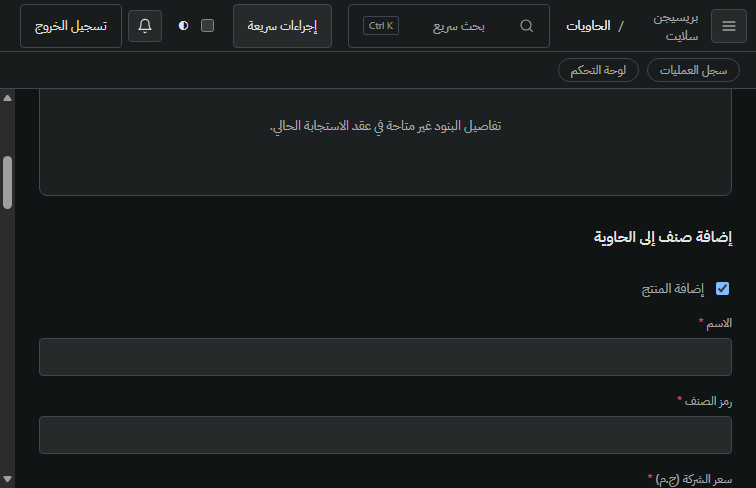 بريسيجن
سلايت
/ الحاويات
بحث سريع
Ctrl K
إجراءات سريعة
تسجيل الخروج
سجل العمليات
لوحة التحكم
تفاصيل البنود غير متاحة في عقد الاستجابة الحالي.
إضافة صنف إلى الحاوية
إضافة المنتج
الاسم *
رمز الصنف *
سعر الشركة (ج.م) *